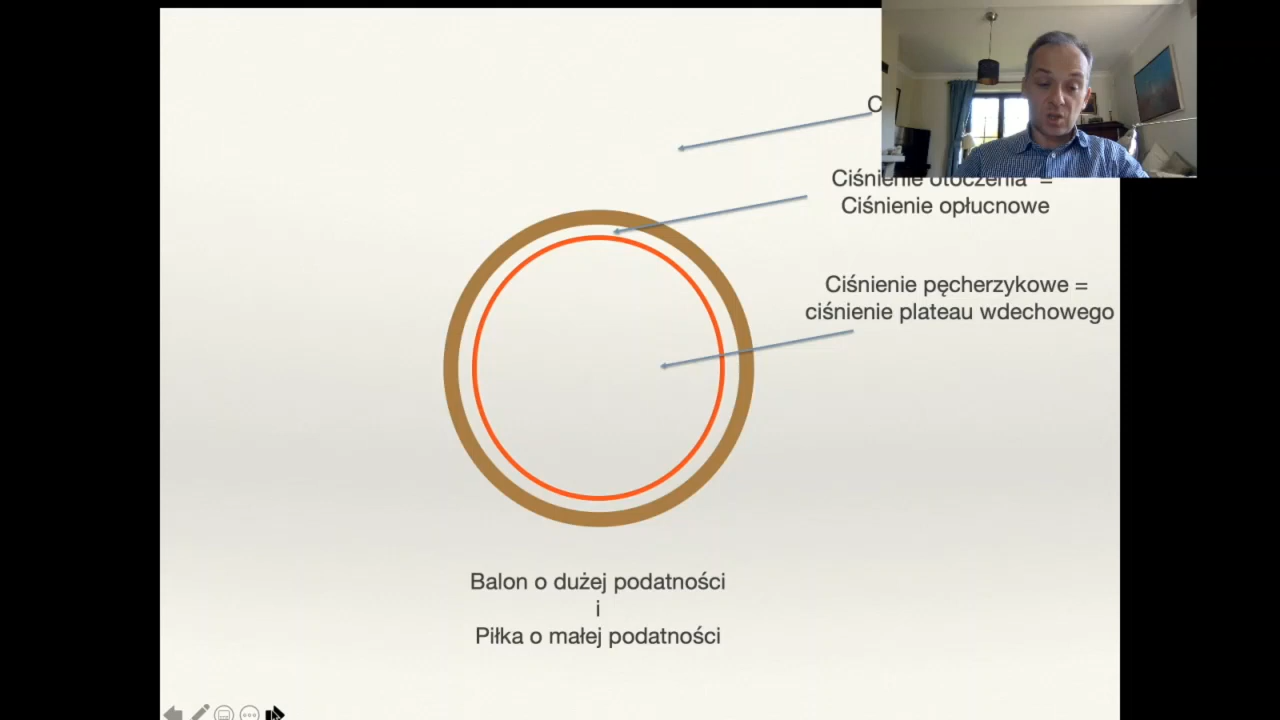 Ciśnienie otoczenia =
Ciśnienie opłucnowe
Ciśnienie pęcherzykowe =
ciśnienie plateau wdechowego
Balon o dużej podatności
i
Piłka o małej podatności